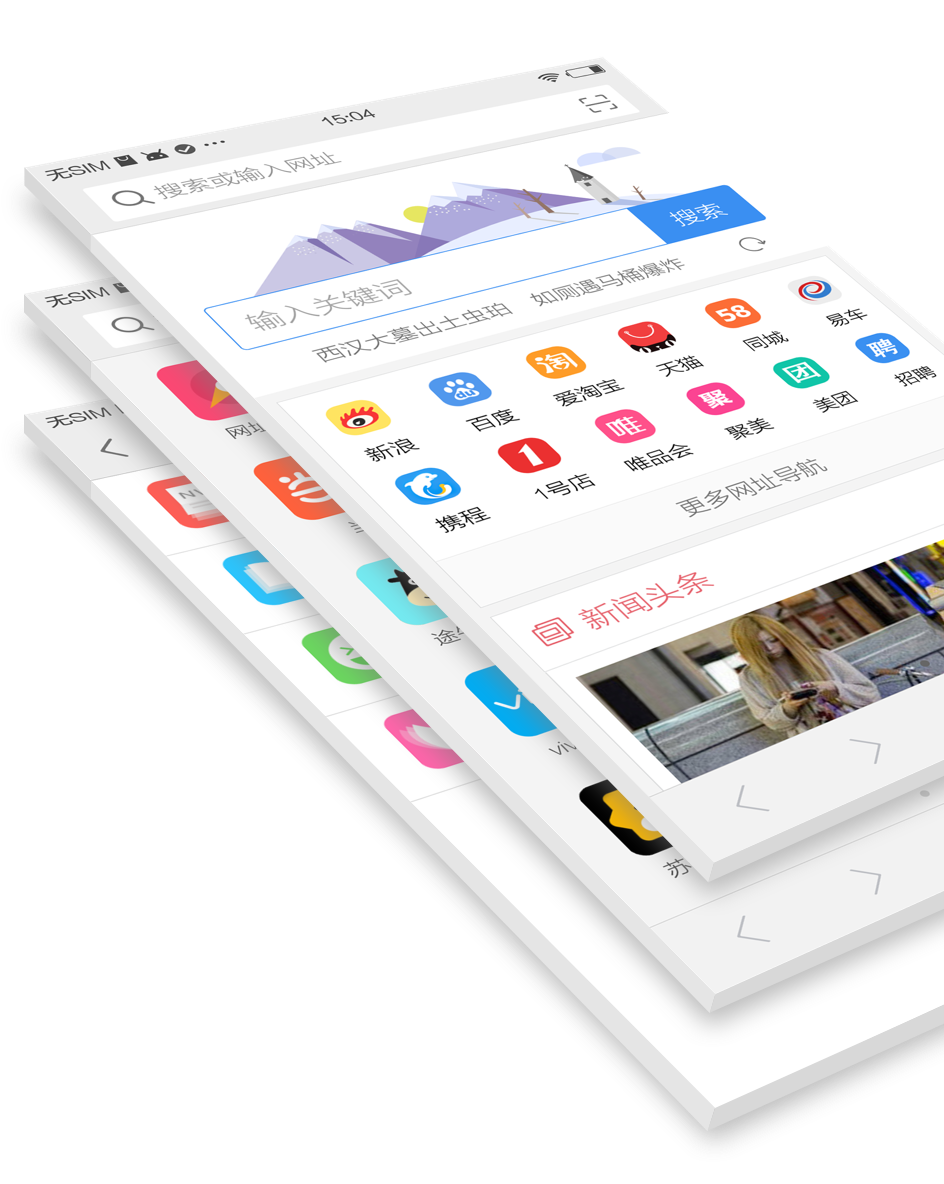 无SIM
15:04
搜索或输入网址
搜索
输入关键词
西汉大墓出土虫珀 如厕遇马桶爆炸
新浪
百度
淘
爱淘宝
天猫
58
同城
易车
携程
1
1号店
唯
唯品会
聚
聚美
团
美团
聘
招聘
更多网址导航
新闻头条
无SIM
网址
途牛
viv
苏
无SIM